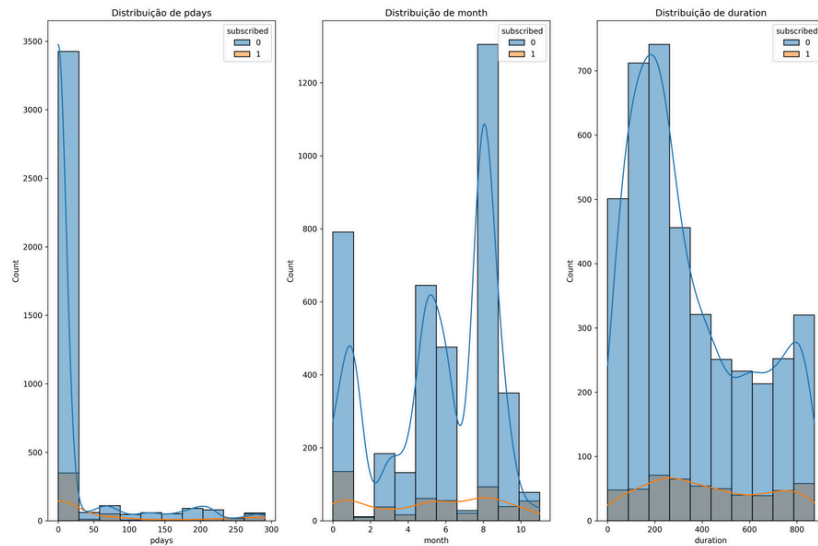 Distribuição de pdays
subscribed
0
1
3500
3000
2500
2000
1500
1000
500
0
Count
0 50 100 150 200 250 300
pdays
Distribuição de month
subscribed
0
1
1200
1000
800
600
400
200
0
Count
0 2 4 6 8 10
month
Distribuição de duration
subscribed
0
1
700
600
500
400
300
200
100
0
Count
0 200 400 600 800
duration